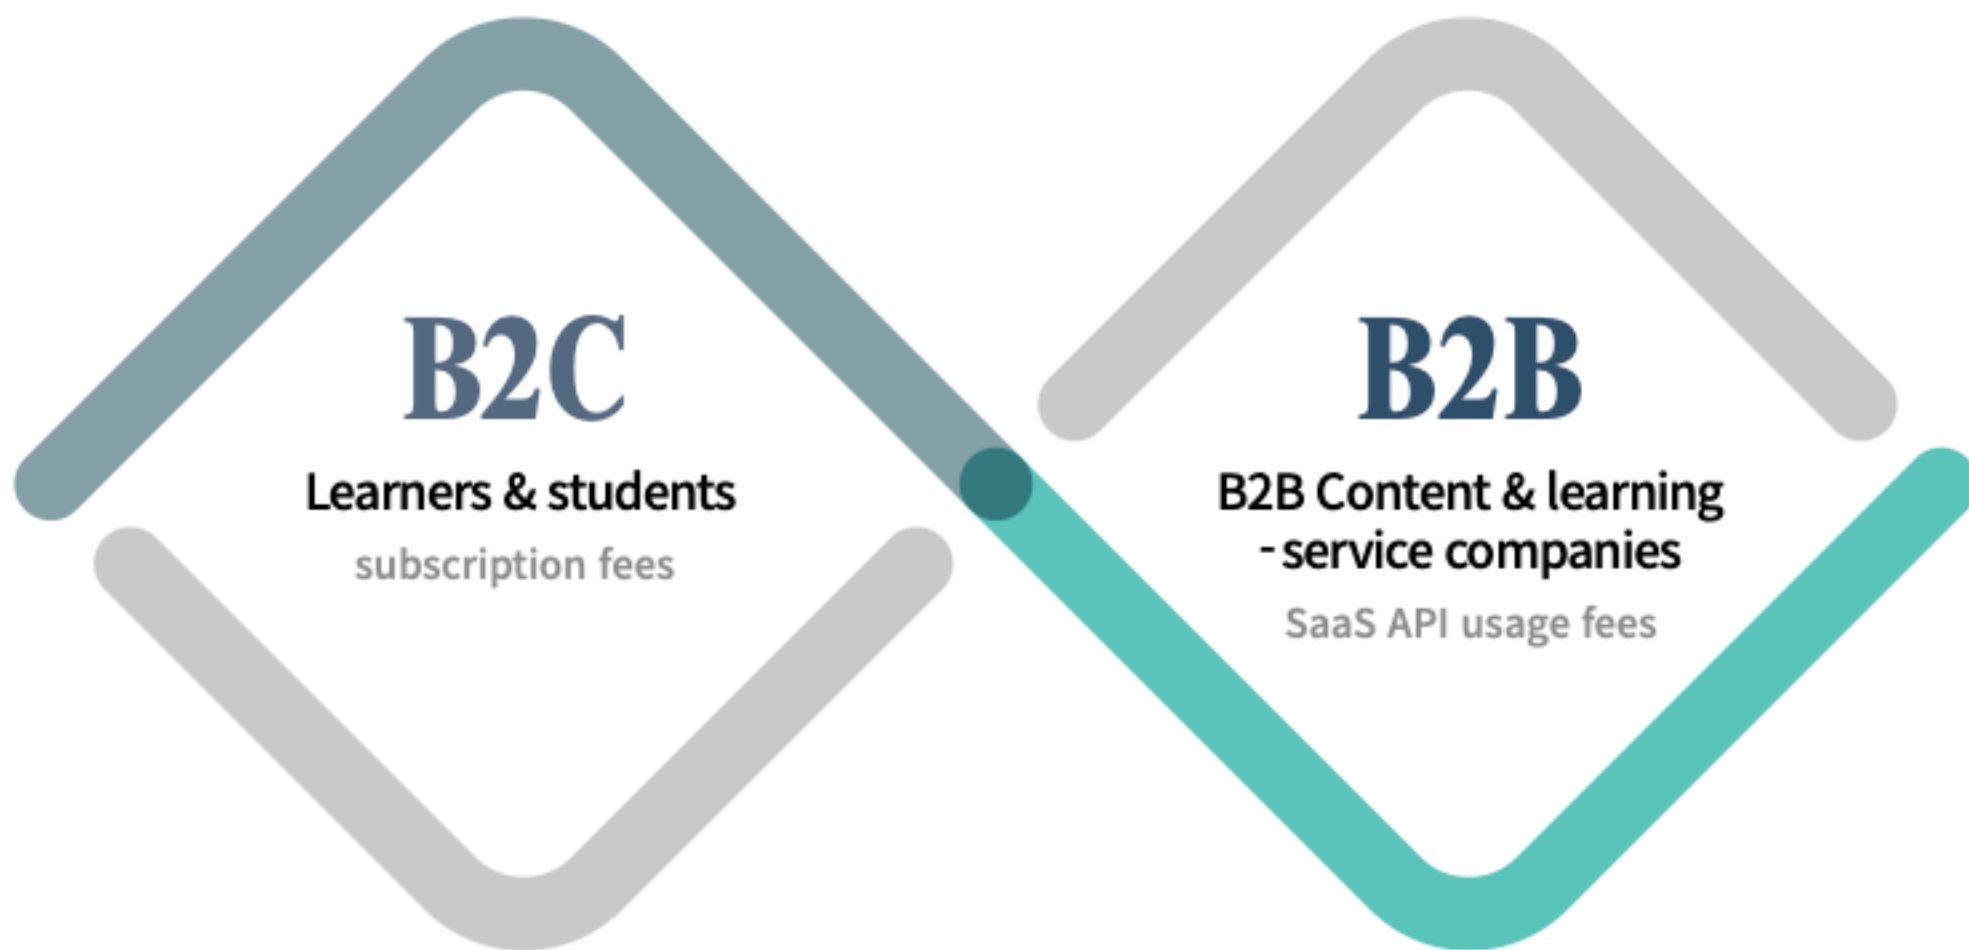 B2C
Learners & students
subscription fees
B2B
B2B Content & learning
-service companies
SaaS API usage fees